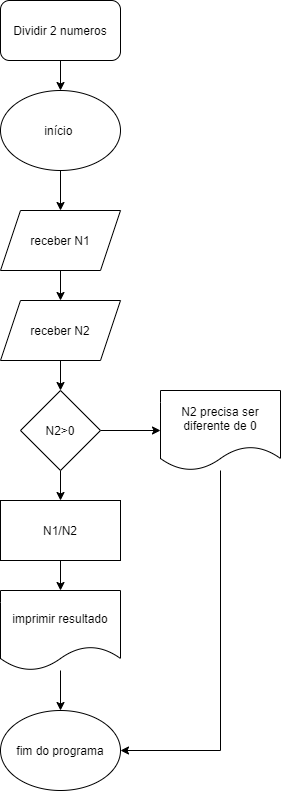 Dividir 2 numeros
início
receber N1
receber N2
N2>0
N2 precisa ser
diferente de 0
N1/N2
imprimir resultado
fim do programa